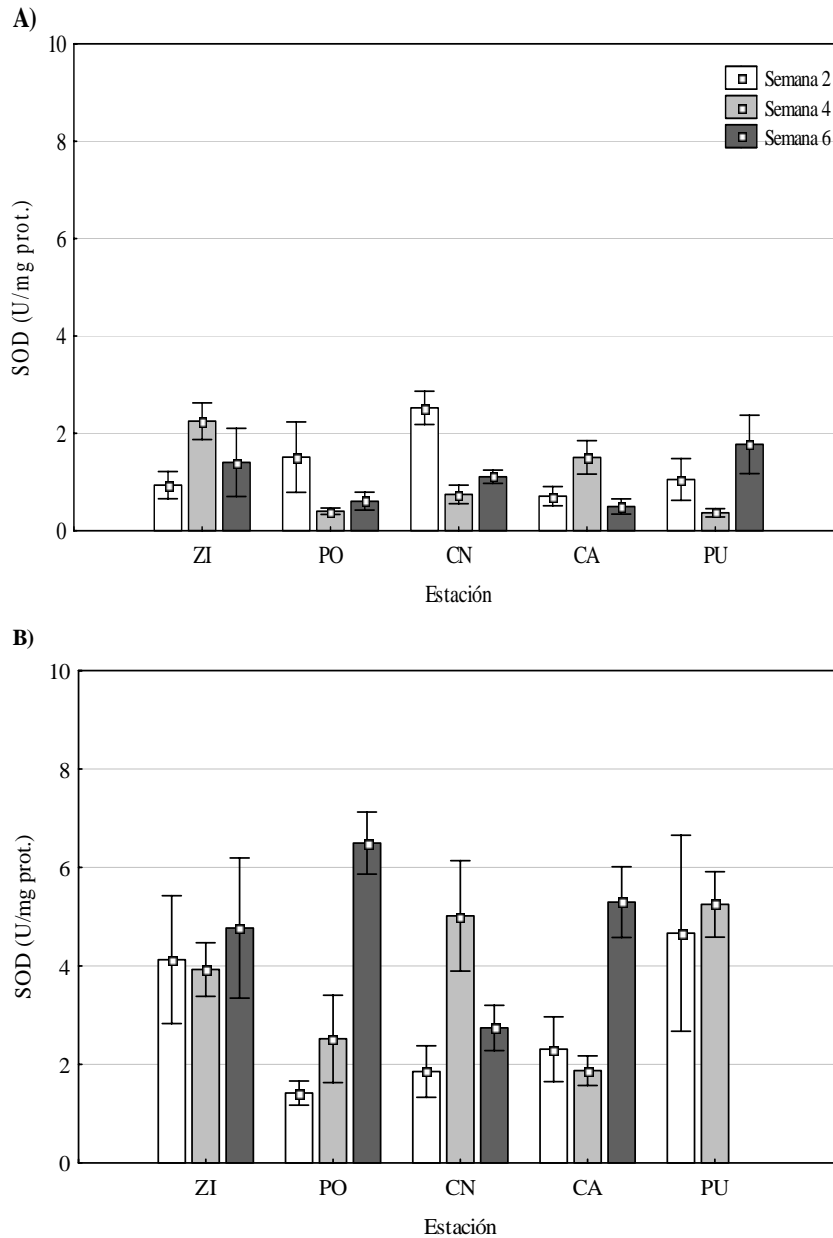 A)
10
8
6
4
2
0
SOD (U/mg prot.)
Semana 2
Semana 4
Semana 6
ZI PO CN CA PU
Estación
B)
10
8
6
4
2
0
SOD (U/mg prot.)
ZI PO CN CA PU
Estación